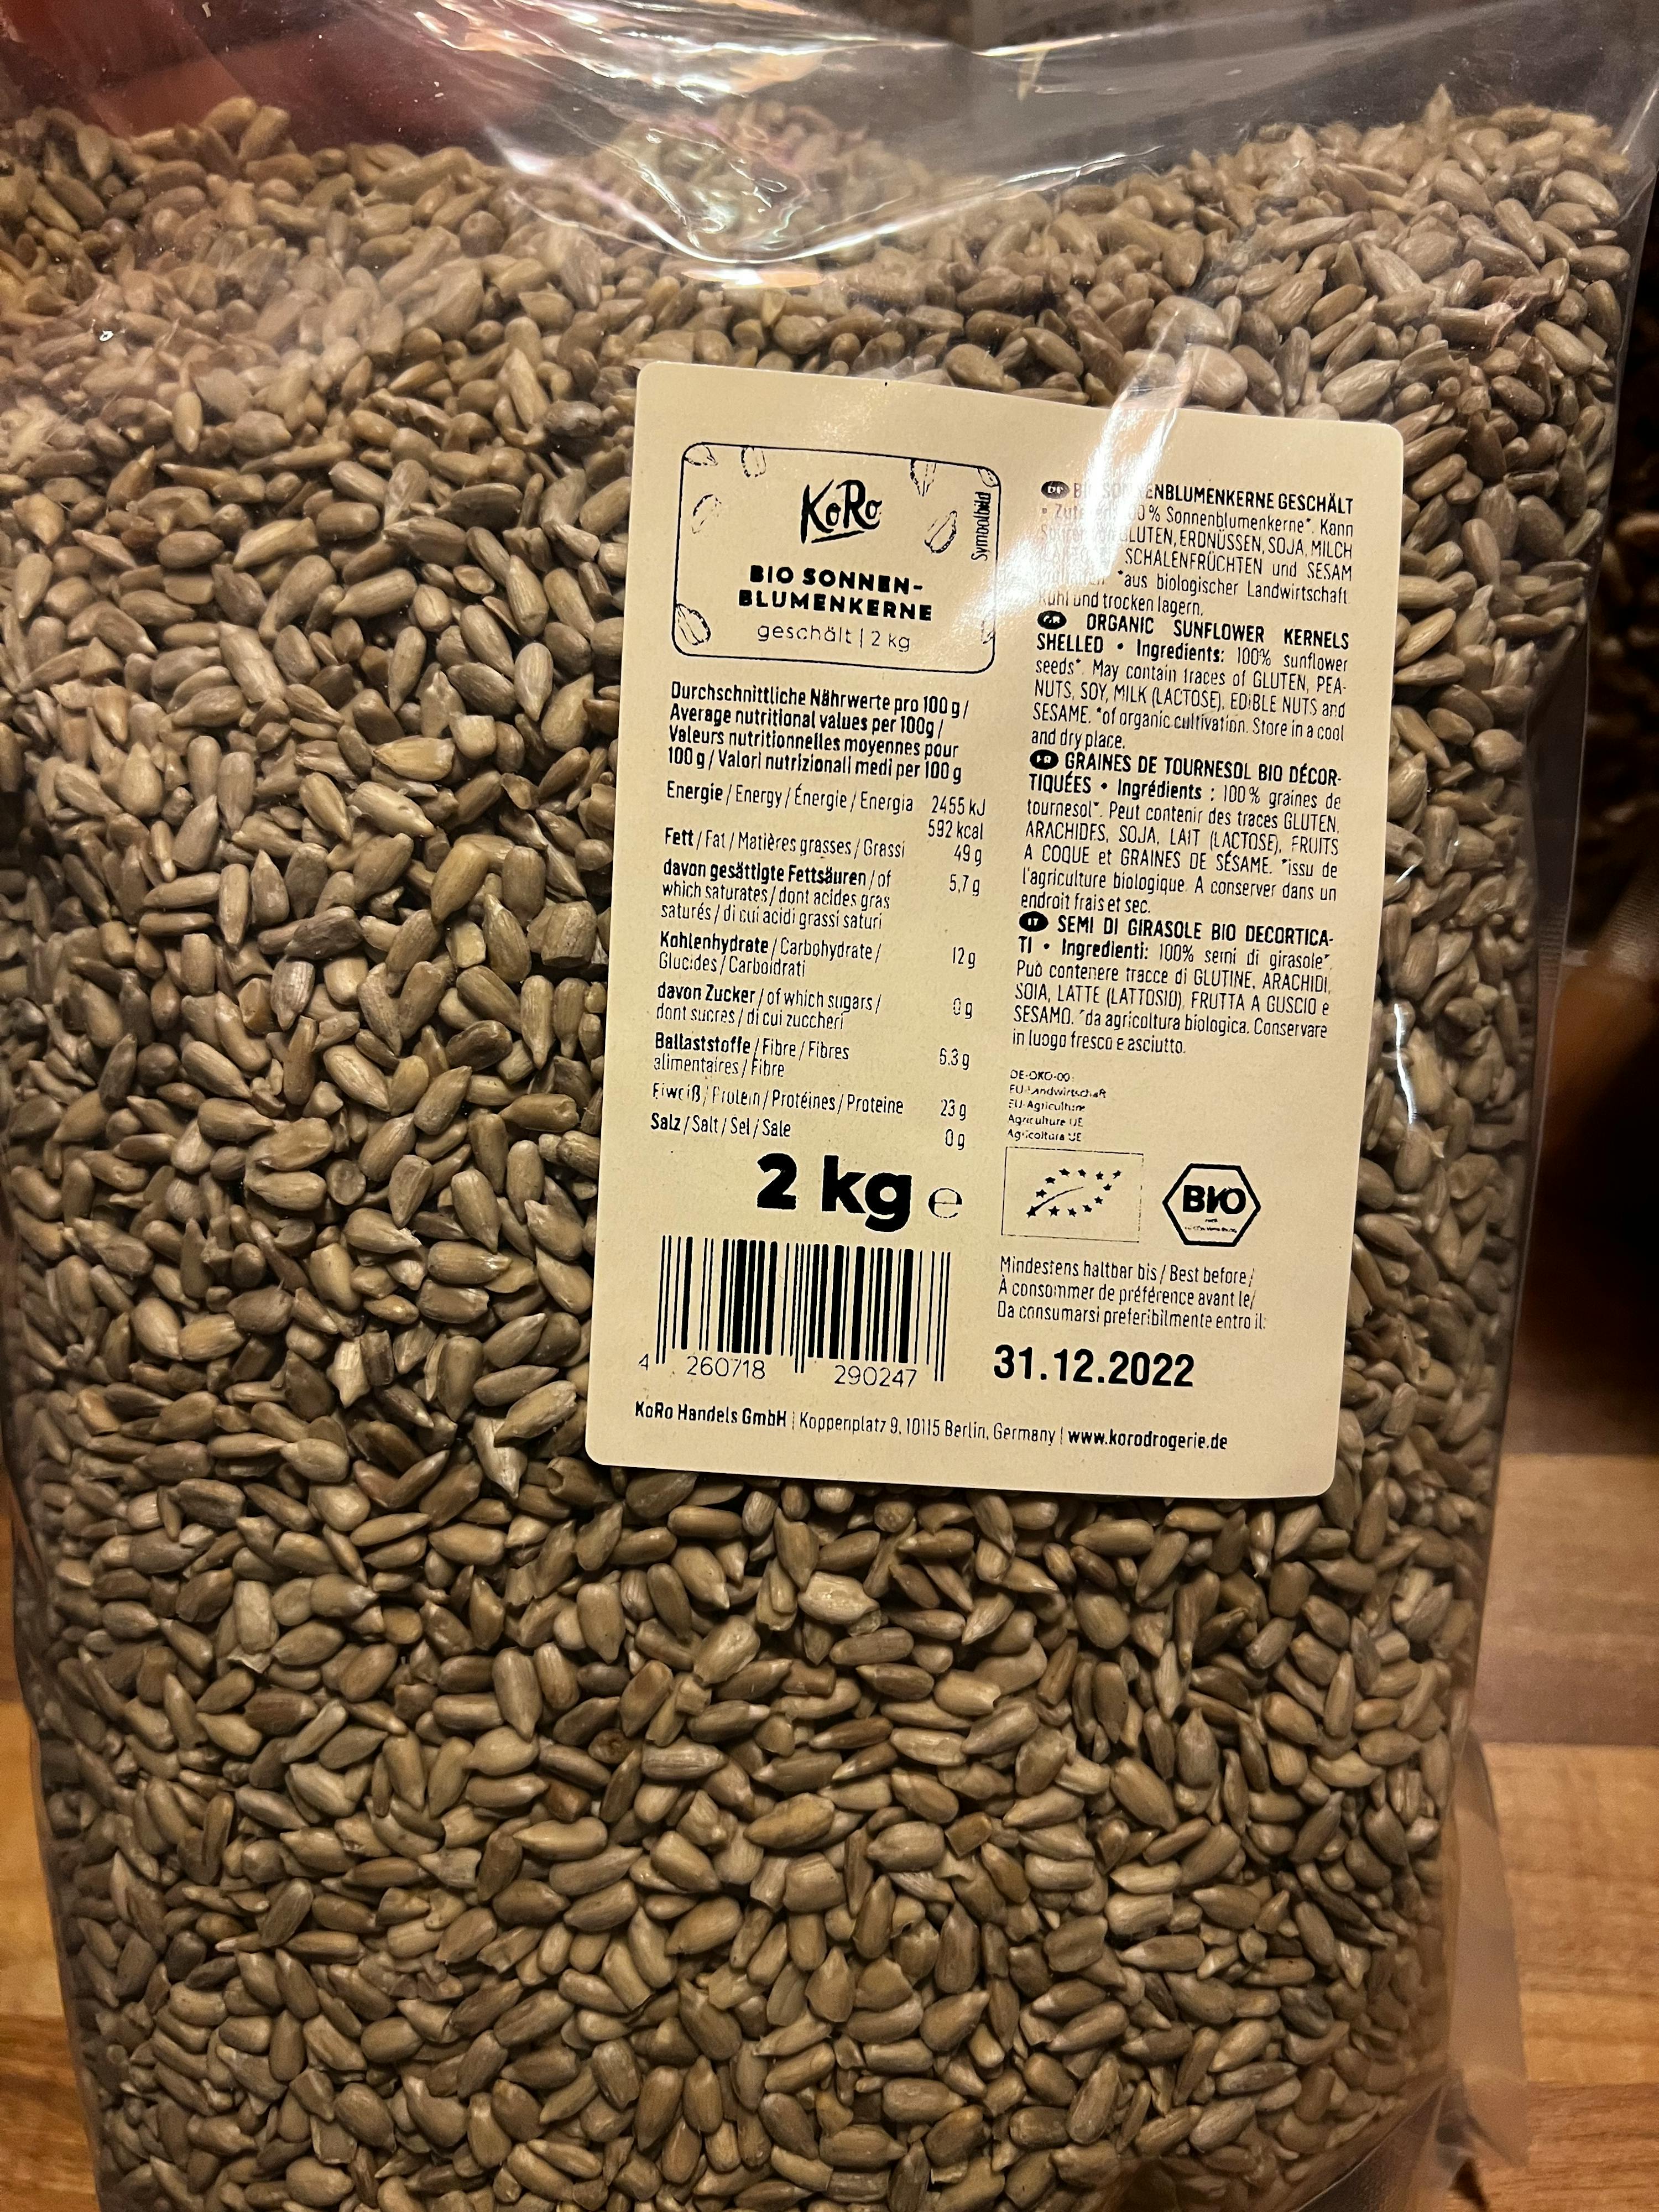 KoRo
Symbolbild
BIO SONNEN-
BLUMENKERNE
geschält | 2 kg
Durchschnittliche Nährwerte pro 100 g /
Average nutritional values per 100g /
Valeurs nutritionnelles moyennes pour
100 g / Valori nutrizionali medi per 100 g
Energie / Energy / Énergie / Energia 2455 kJ
592 kcal
Fett / Fat / Matières grasses / Grassi 49 g
davon gesättigte Fettsäuren / of 5,7 g
which saturates / dont acides gras
saturés / di cui acidi grassi saturi
Kohlenhydrate / Carbohydrate / 12 g
Glucides / Carboidrati
davon Zucker / of which sugars / 0 g
dont sucres / di cui zuccheri
Ballaststoffe / Fibre / Fibres 6.3 g
alimentaires / Fibre
Eiweiß / Protein / Protéines / Proteine 23 g
Salz / Salt / Sel / Sale 0 g
2 kg ℮
4 260718 290247
DE GESCHÄLT
% Sonnenblumenkerne*. Kann
GLUTEN, ERDNÜSSEN, SOJA, MILCH
SCHALENFRÜCHTEN und SESAM
*aus biologischer Landwirtschaft.
Kühl und trocken lagern.
ORGANIC SUNFLOWER KERNELS
SHELLED • Ingredients: 100% sunflower
seeds*. May contain traces of GLUTEN, PEA-
NUTS, SOY, MILK (LACTOSE), EDIBLE NUTS and
SESAME. *of organic cultivation. Store in a cool
and dry place.
FR GRAINES DE TOURNESOL BIO DÉCOR-
TIQUÉES • Ingrédients : 100% graines de
tournesol*. Peut contenir des traces GLUTEN,
ARACHIDES, SOJA, LAIT (LACTOSE), FRUITS
A COQUE et GRAINES DE SÉSAME. *issu de
l'agriculture biologique. A conserver dans un
endroit frais et sec.
IT SEMI DI GIRASOLE BIO DECORTICA-
TI • Ingredienti: 100% semi di girasole*
Può contenere tracce di GLUTINE, ARACHIDI,
SOIA, LATTE (LATTOSIO), FRUTTA A GUSCIO e
SESAMO. *da agricoltura biologica. Conservare
in luogo fresco e asciutto.
EU-Landwirtschaft
EU-Agriculture
Agriculture UE
Agricoltura UE
BIO
Mindestens haltbar bis / Best before /
À consommer de préférence avant le/
Da consumarsi preferibilmente entro il:
31.12.2022
KoRo Handels GmbH | Koppenplatz 9, 10115 Berlin, Germany | www.korodrogerie.de